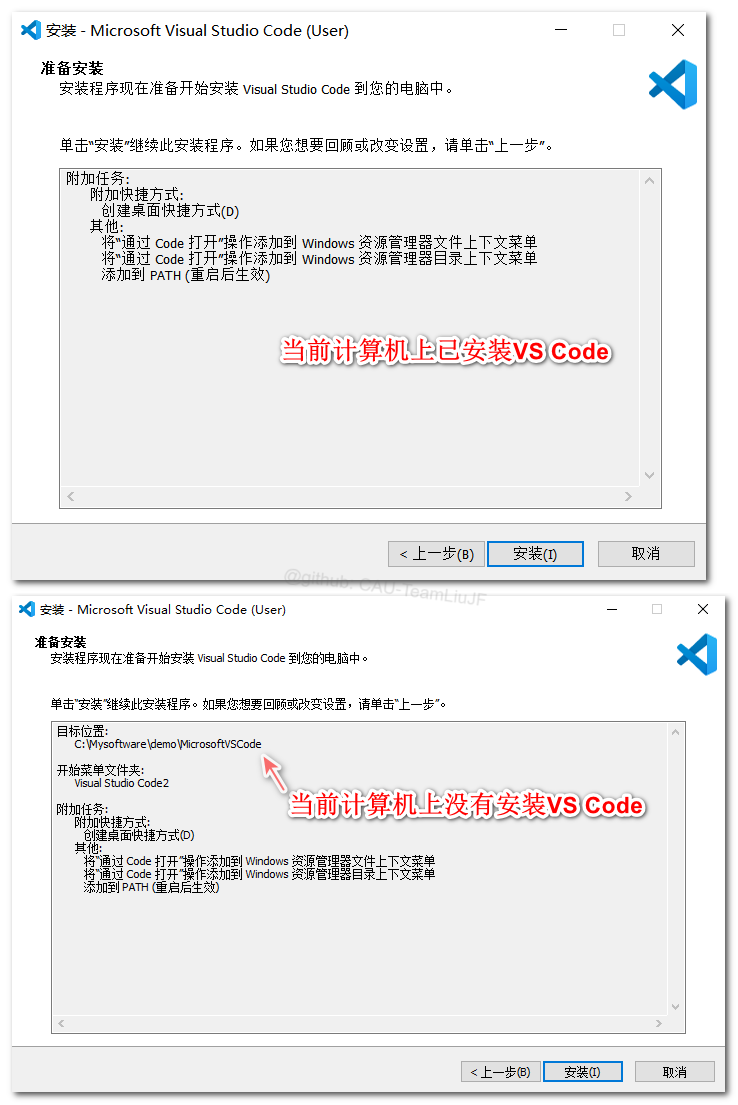 安装 - Microsoft Visual Studio Code (User)
准备安装
安装程序现在准备开始安装 Visual Studio Code 到您的电脑中。
单击“安装”继续此安装程序。如果您想要回顾或改变设置，请单击“上一步”。
附加任务:
附加快捷方式:
创建桌面快捷方式(D)
其他:
将“通过 Code 打开”操作添加到 Windows 资源管理器文件上下文菜单
将“通过 Code 打开”操作添加到 Windows 资源管理器目录上下文菜单
添加到 PATH (重启后生效)
当前计算机上已安装VS Code
< 上一步(B)
安装(I)
取消
@github: CAU-TeamLiuJF
安装 - Microsoft Visual Studio Code (User)
准备安装
安装程序现在准备开始安装 Visual Studio Code 到您的电脑中。
单击“安装”继续此安装程序。如果您想要回顾或改变设置，请单击“上一步”。
目标位置:
C:\Mysoftware\demo\MicrosoftVSCode
开始菜单文件夹:
Visual Studio Code2
当前计算机上没有安装VS Code
附加任务:
附加快捷方式:
创建桌面快捷方式(D)
其他:
将“通过 Code 打开”操作添加到 Windows 资源管理器文件上下文菜单
将“通过 Code 打开”操作添加到 Windows 资源管理器目录上下文菜单
添加到 PATH (重启后生效)
< 上一步(B)
安装(I)
取消